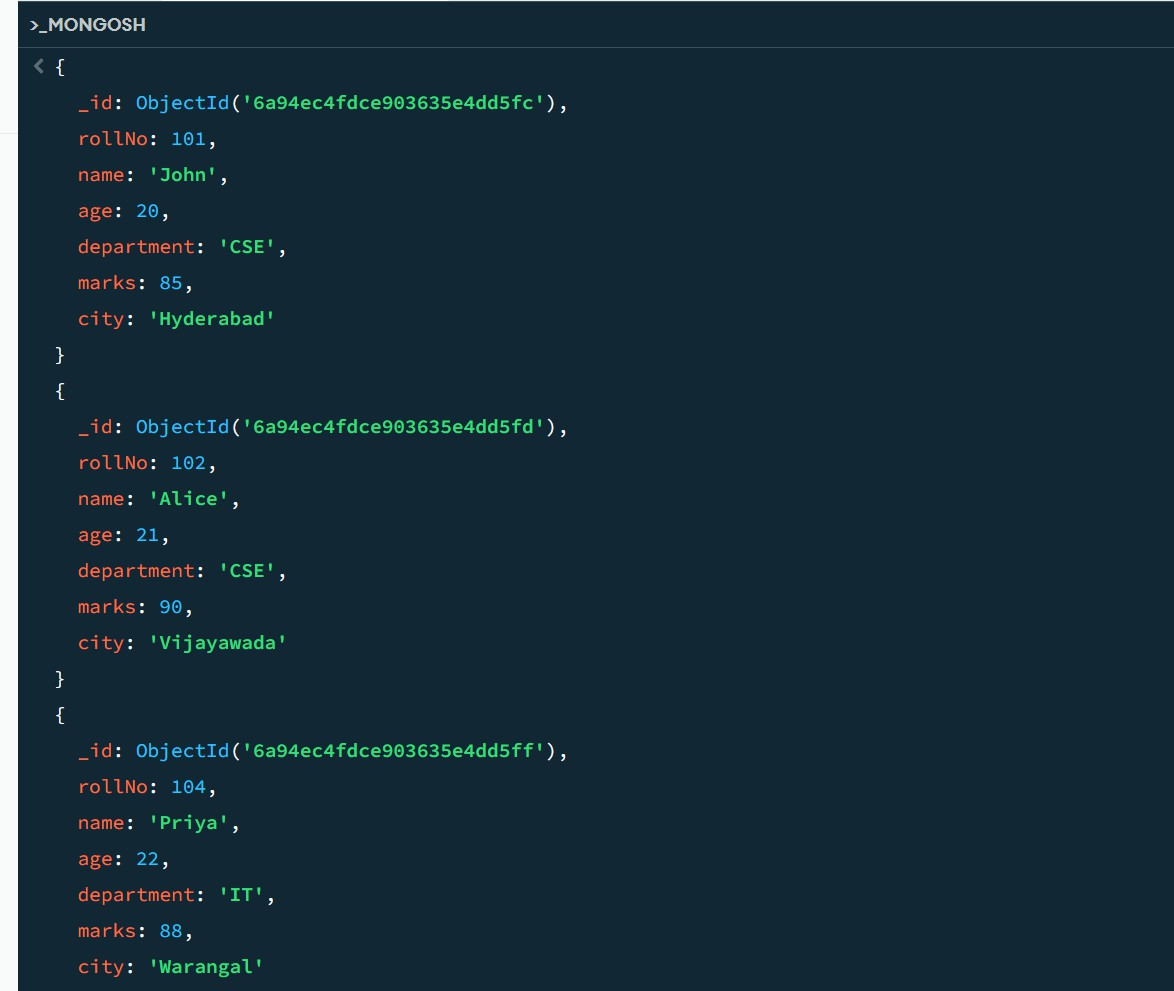 >_MONGOSH
{
_id: ObjectId('6a94ec4fdce903635e4dd5fc'),
rollNo: 101,
name: 'John',
age: 20,
department: 'CSE',
marks: 85,
city: 'Hyderabad'
}
{
_id: ObjectId('6a94ec4fdce903635e4dd5fd'),
rollNo: 102,
name: 'Alice',
age: 21,
department: 'CSE',
marks: 90,
city: 'Vijayawada'
}
{
_id: ObjectId('6a94ec4fdce903635e4dd5ff'),
rollNo: 104,
name: 'Priya',
age: 22,
department: 'IT',
marks: 88,
city: 'Warangal'